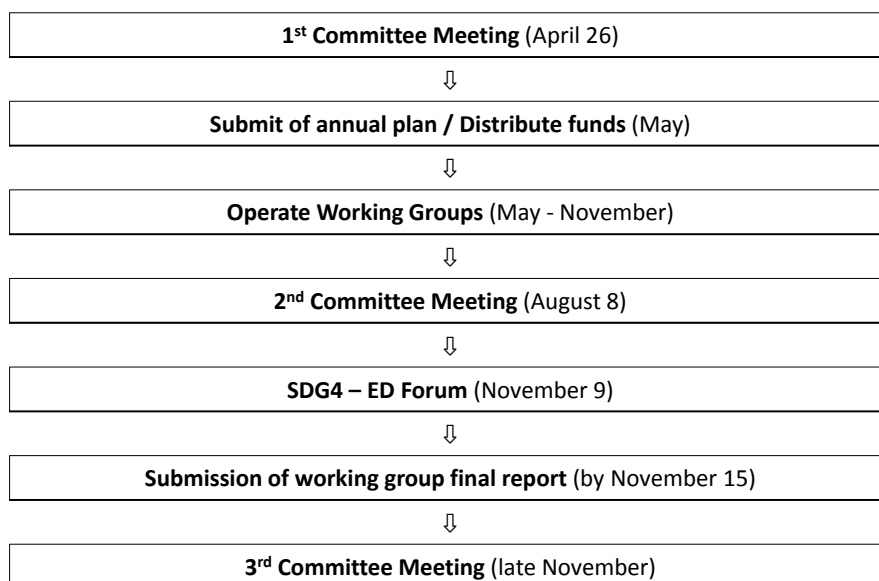 1st Committee Meeting (April 26)
⇩
Submit of annual plan / Distribute funds (May)
⇩
Operate Working Groups (May - November)
⇩
2nd Committee Meeting (August 8)
⇩
SDG4 – ED Forum (November 9)
⇩
Submission of working group final report (by November 15)
⇩
3rd Committee Meeting (late November)